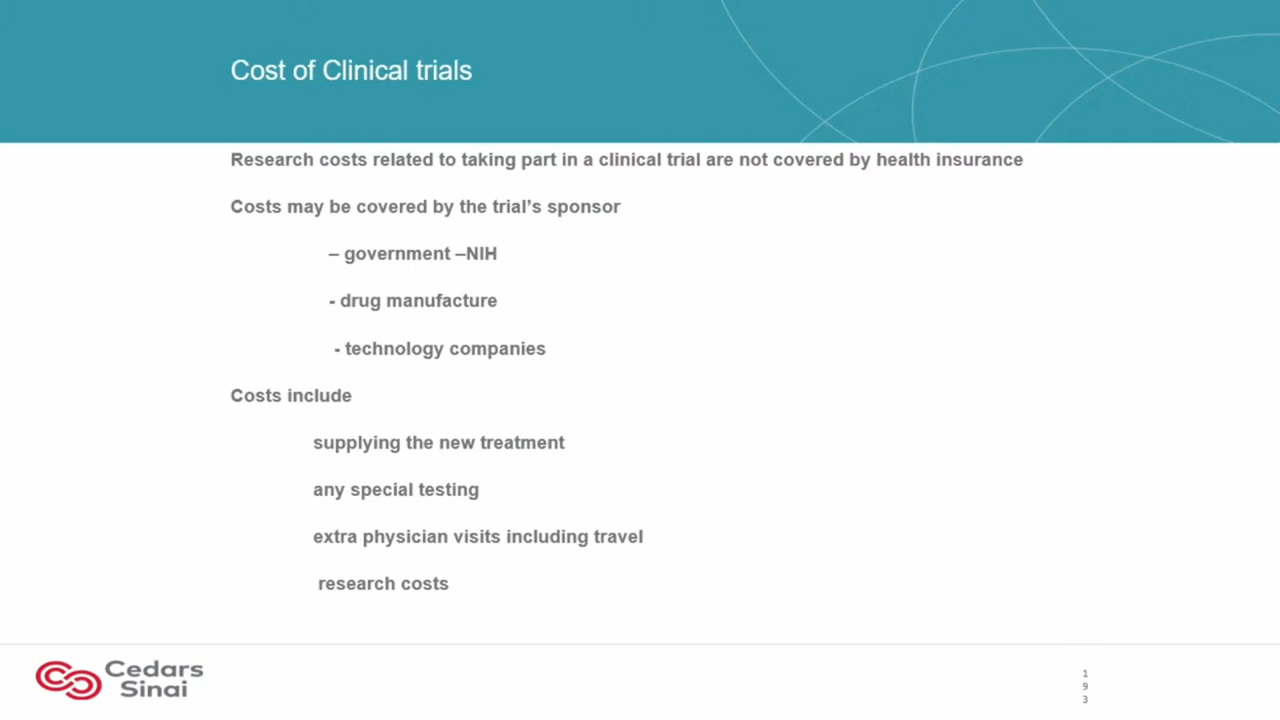 Cost of Clinical trials
Research costs related to taking part in a clinical trial are not covered by health insurance
Costs may be covered by the trial’s sponsor
– government –NIH
- drug manufacture
- technology companies
Costs include
supplying the new treatment
any special testing
extra physician visits including travel
research costs
Cedars
Sinai
1
9
3